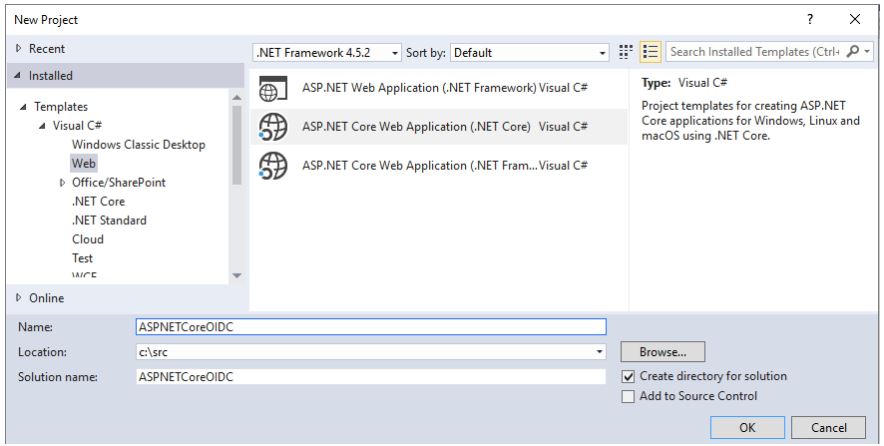 New Project
Recent
.NET Framework 4.5.2 Sort by: Default Search Installed Templates (Ctrl+
Installed
Templates
Visual C#
Windows Classic Desktop
Web
Office/SharePoint
.NET Core
.NET Standard
Cloud
Test
WCF
Online
ASP.NET Web Application (.NET Framework) Visual C#
ASP.NET Core Web Application (.NET Core) Visual C#
ASP.NET Core Web Application (.NET Fram... Visual C#
Type: Visual C#
Project templates for creating ASP.NET
Core applications for Windows, Linux and
macOS using .NET Core.
Name: ASPNETCoreOIDC
Location: c:\src Browse...
Solution name: ASPNETCoreOIDC Create directory for solution
Add to Source Control
OK Cancel